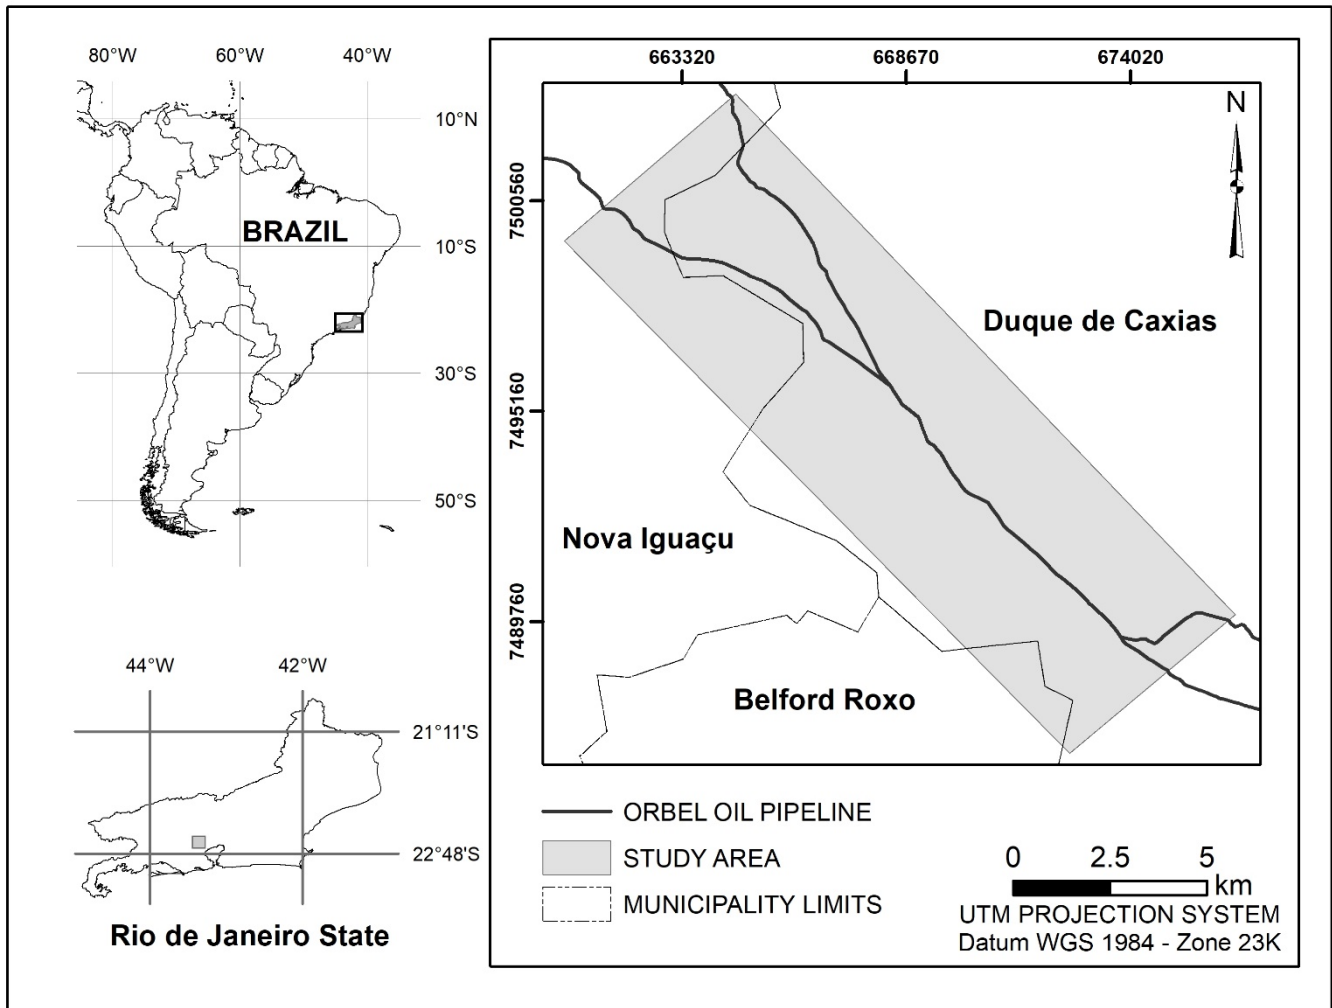 80°W 60°W 40°W
10°N
BRAZIL
10°S
30°S
50°S
44°W 42°W
21°11'S
22°48'S
Rio de Janeiro State
663320 668670 674020
N
7500560
7495160
7489760
Duque de Caxias
Nova Iguaçu
Belford Roxo
ORBEL OIL PIPELINE
STUDY AREA
MUNICIPALITY LIMITS
0 2.5 5
km
UTM PROJECTION SYSTEM
Datum WGS 1984 - Zone 23K